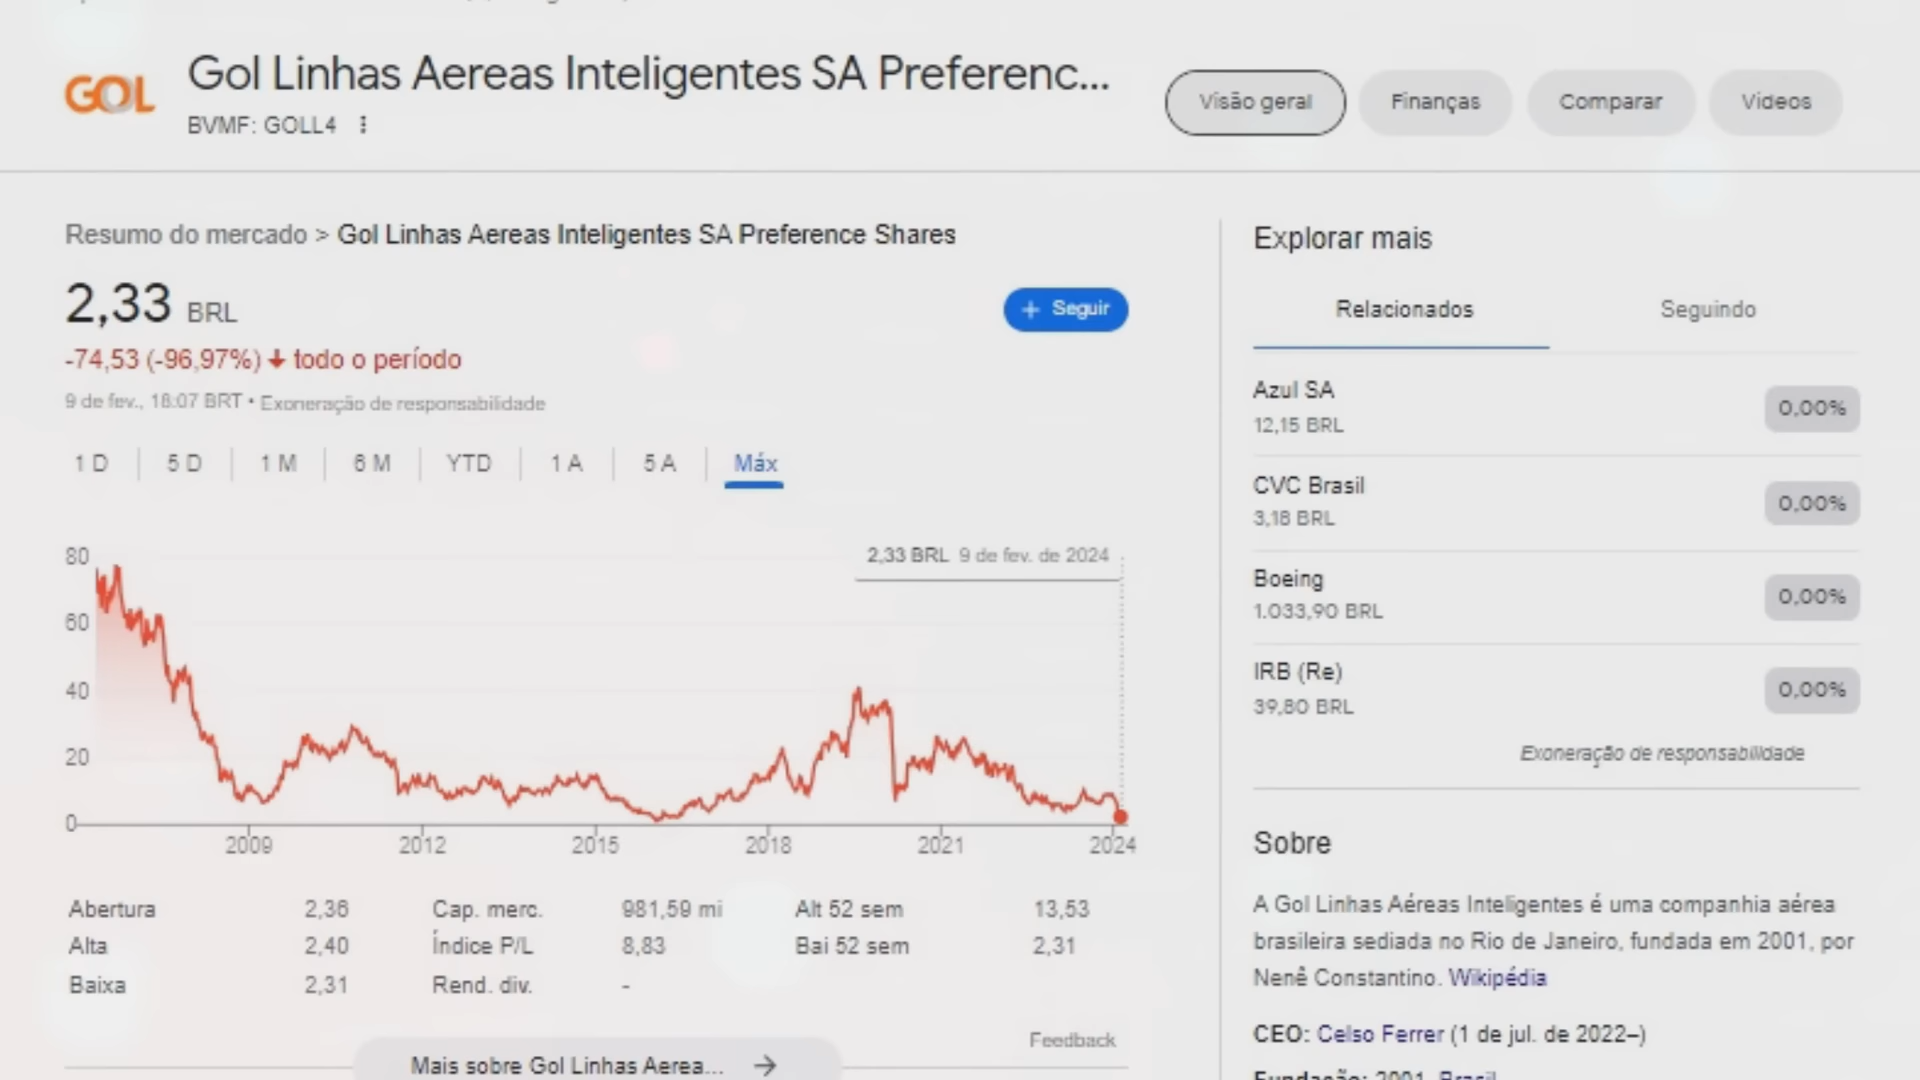 GOL
Gol Linhas Aereas Inteligentes SA Preferenc...
BVMF: GOLL4
Visão geral
Finanças
Comparar
Videos
Resumo do mercado > Gol Linhas Aereas Inteligentes SA Preference Shares
2,33 BRL
+ Seguir
-74,53 (-96,97%) ↓ todo o período
9 de fev., 18:07 BRT • Exoneração de responsabilidade
1 D
5 D
1 M
6 M
YTD
1 A
5 A
Máx
2,33 BRL 9 de fev. de 2024
80
60
40
20
0
2009
2012
2015
2018
2021
2024
Abertura 2,36 Cap. merc. 981,59 mi Alt 52 sem 13,53
Alta 2,40 Índice P/L 8,83 Bai 52 sem 2,31
Baixa 2,31 Rend. div. -
Feedback
Mais sobre Gol Linhas Aerea... →
Explorar mais
Relacionados
Seguindo
Azul SA
12,15 BRL
0,00%
CVC Brasil
3,18 BRL
0,00%
Boeing
1.033,90 BRL
0,00%
IRB (Re)
39,80 BRL
0,00%
Exoneração de responsabilidade
Sobre
A Gol Linhas Aéreas Inteligentes é uma companhia aérea
brasileira sediada no Rio de Janeiro, fundada em 2001, por
Nenê Constantino. Wikipédia
CEO: Celso Ferrer (1 de jul. de 2022–)
Fundação: 2001, Brasil